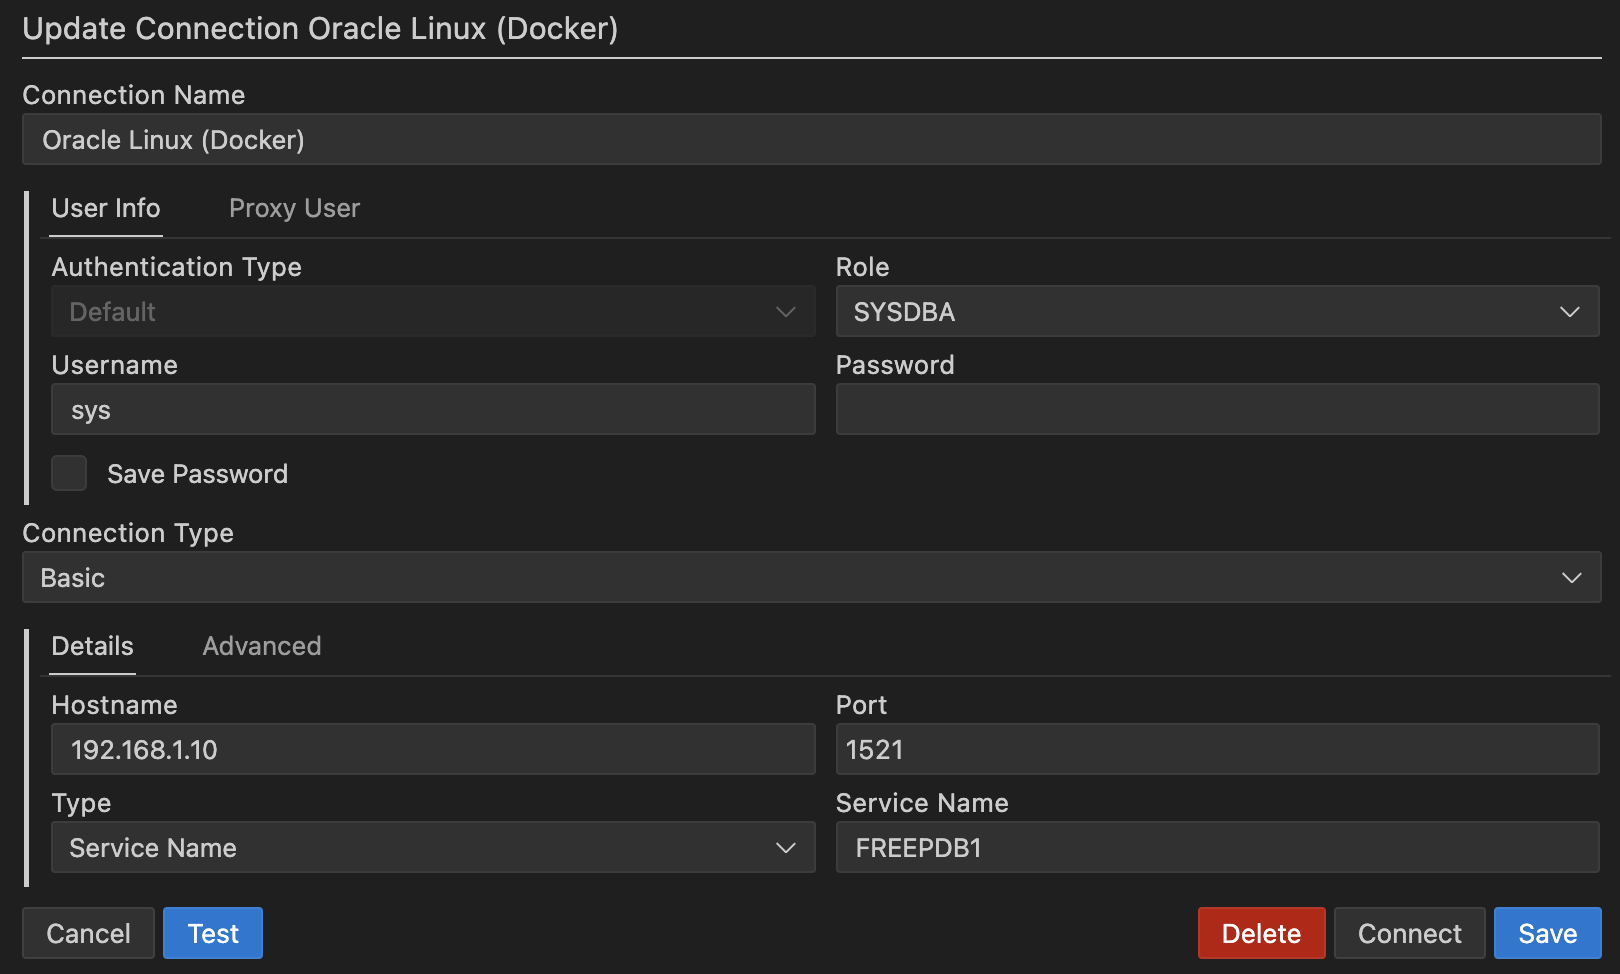 Update Connection Oracle Linux (Docker)
Connection Name
Oracle Linux (Docker)
User Info Proxy User
Authentication Type Role
Default SYSDBA
Username Password
sys
Save Password
Connection Type
Basic
Details Advanced
Hostname Port
192.168.1.10 1521
Type Service Name
Service Name FREEPDB1
Cancel Test Delete Connect Save